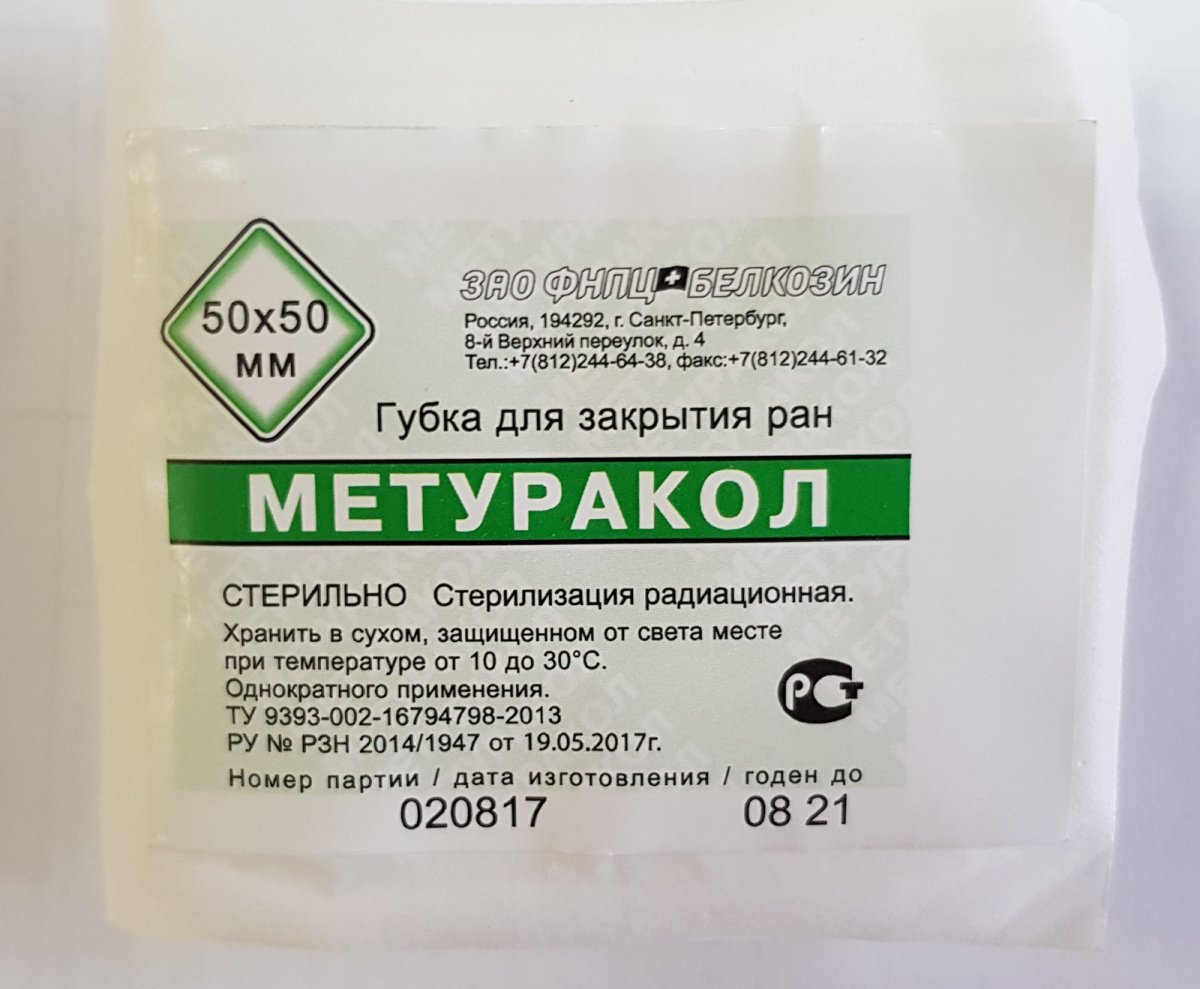 50х50
ММ
ЗАО ФНПЦ БЕЛКОЗИН
Россия, 194292, г. Санкт-Петербург,
8-й Верхний переулок, д. 4
Тел.:+7(812)244-64-38, факс:+7(812)244-61-32
Губка для закрытия ран
МЕТУРАКОЛ
СТЕРИЛЬНО Стерилизация радиационная.
Хранить в сухом, защищенном от света месте
при температуре от 10 до 30°С.
Однократного применения.
ТУ 9393-002-16794798-2013
РУ № РЗН 2014/1947 от 19.05.2017г.
РСТ
Номер партии / дата изготовления / годен до
020817 08 21